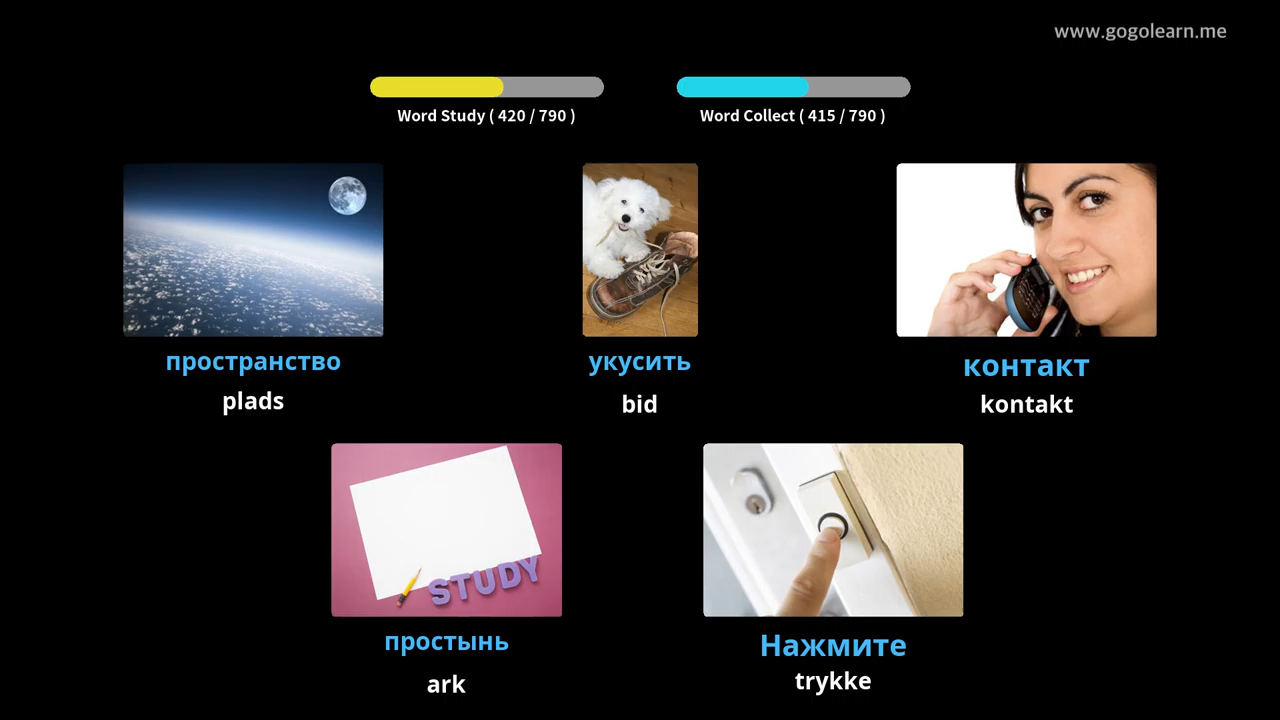 www.gogolearn.me
Word Study ( 420 / 790 )
Word Collect ( 415 / 790 )
пространство
plads
укусить
bid
контакт
kontakt
STUDY
простынь
ark
Нажмите
trykke